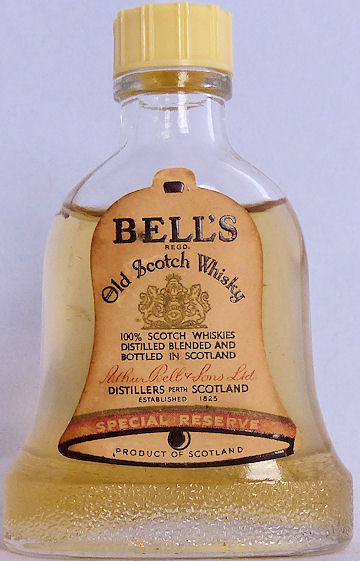 BELL'S
REGD.
Old Scotch Whisky
100% SCOTCH WHISKIES
DISTILLED BLENDED AND
BOTTLED IN SCOTLAND
Arthur Bell & Sons Ltd
DISTILLERS PERTH SCOTLAND
ESTABLISHED 1825
SPECIAL RESERVE
PRODUCT OF SCOTLAND